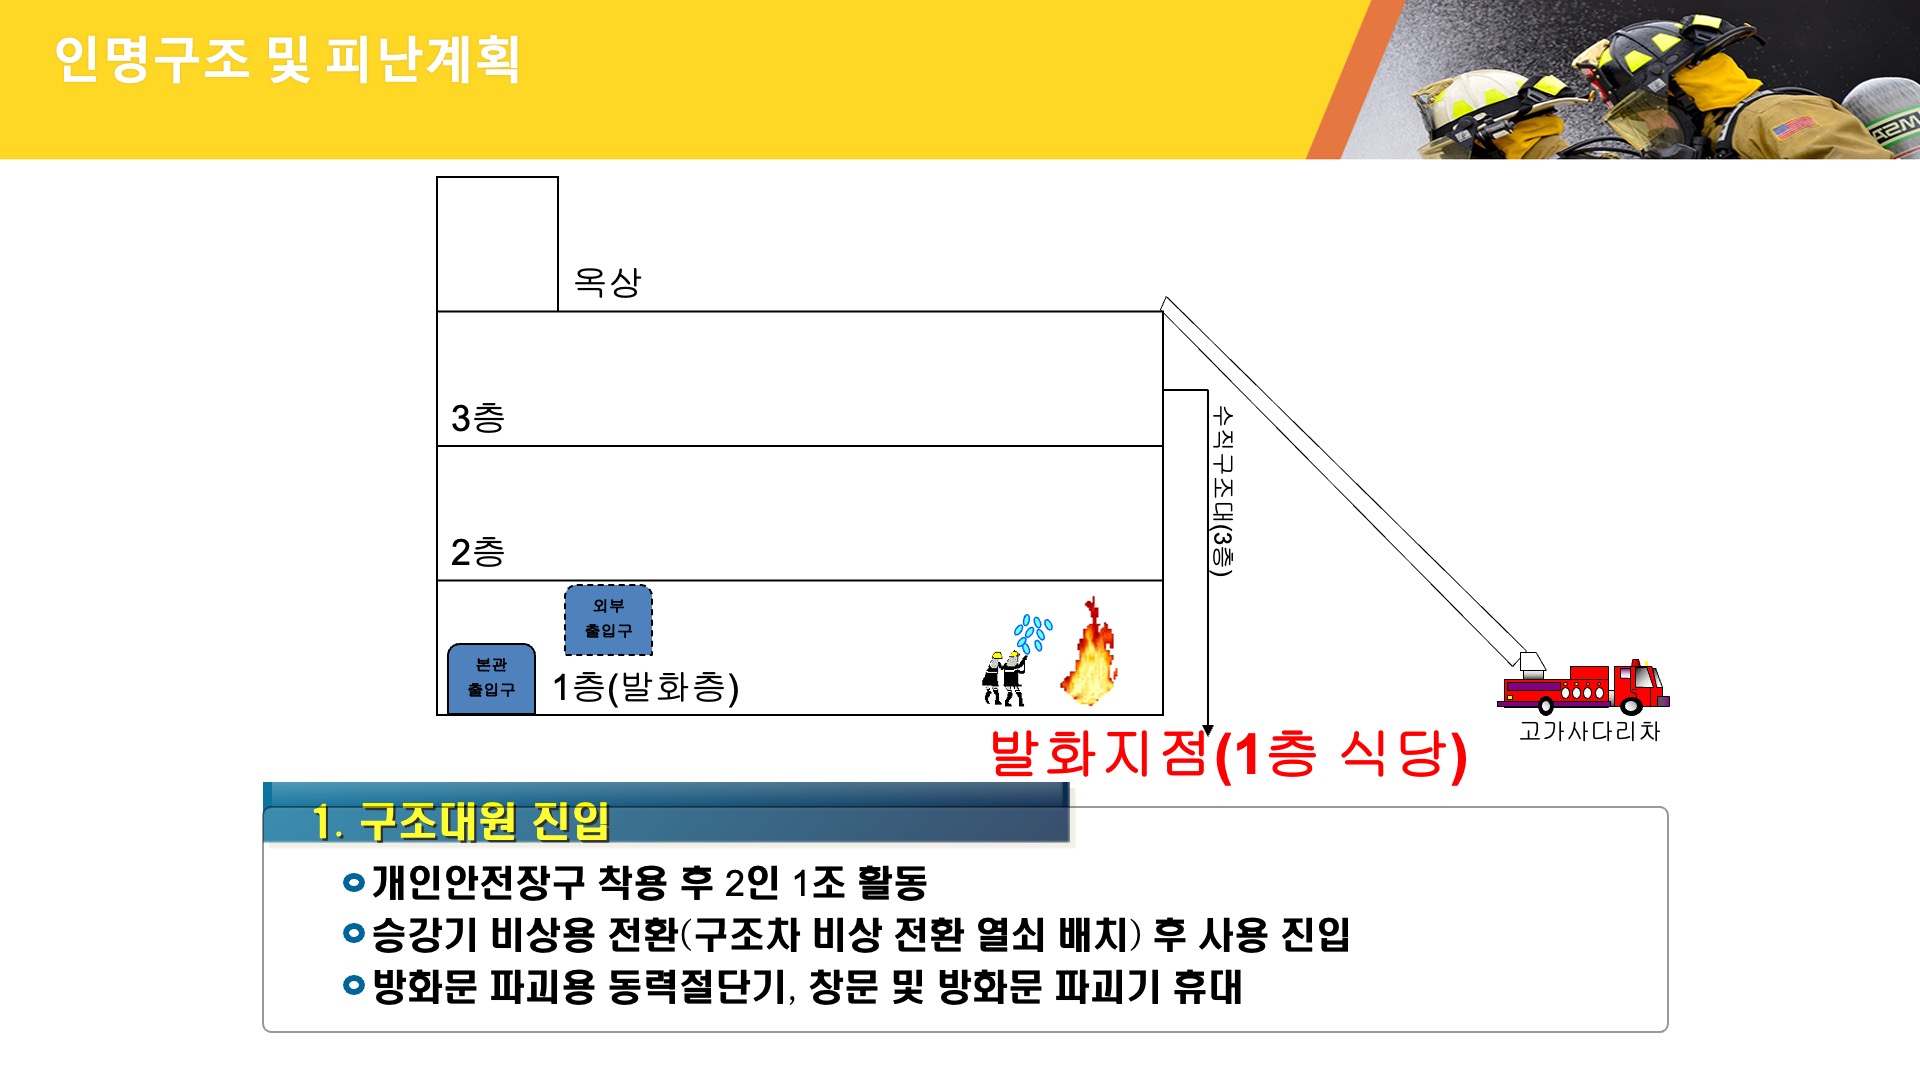 인명구조 및 피난계획
옥상
3층
수직구조대(3층)
2층
외부
출입구
본관
출입구
1층(발화층)
고가사다리차
발화지점(1층 식당)
1. 구조대원 진입
개인안전장구 착용 후 2인 1조 활동
승강기 비상용 전환(구조차 비상 전환 열쇠 배치) 후 사용 진입
방화문 파괴용 동력절단기, 창문 및 방화문 파괴기 휴대
MSA